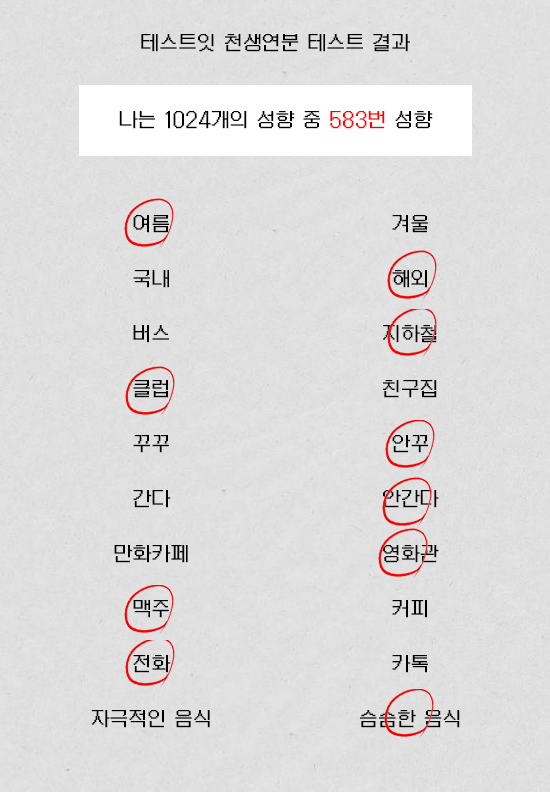 테스트잇 천생연분 테스트 결과
나는 1024개의 성향 중 583번 성향
여름 겨울
국내 해외
버스 지하철
클럽 친구집
꾸꾸 안꾸
간다 안간다
만화카페 영화관
맥주 커피
전화 카톡
자극적인 음식 슴슴한 음식